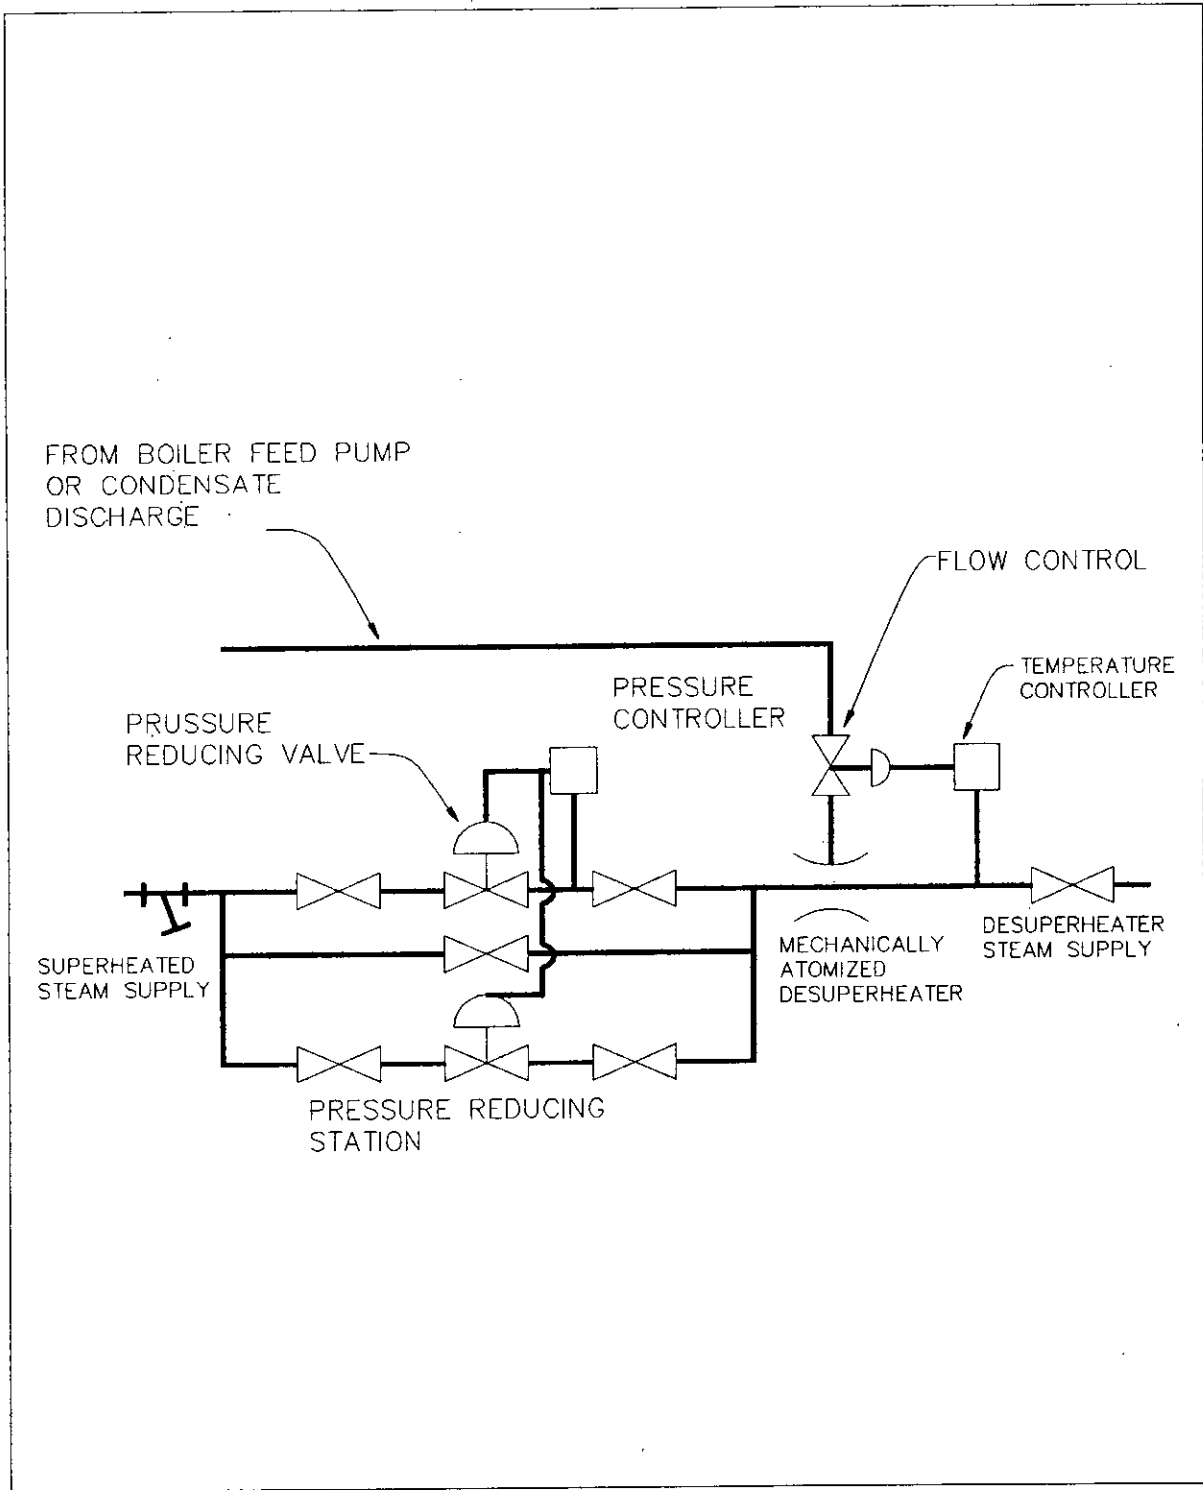 FROM BOILER FEED PUMP
OR CONDENSATE
DISCHARGE
FLOW CONTROL
TEMPERATURE
CONTROLLER
PRESSURE
CONTROLLER
PRUSSURE
REDUCING VALVE
SUPERHEATED
STEAM SUPPLY
MECHANICALLY
ATOMIZED
DESUPERHEATER
DESUPERHEATER
STEAM SUPPLY
PRESSURE REDUCING
STATION